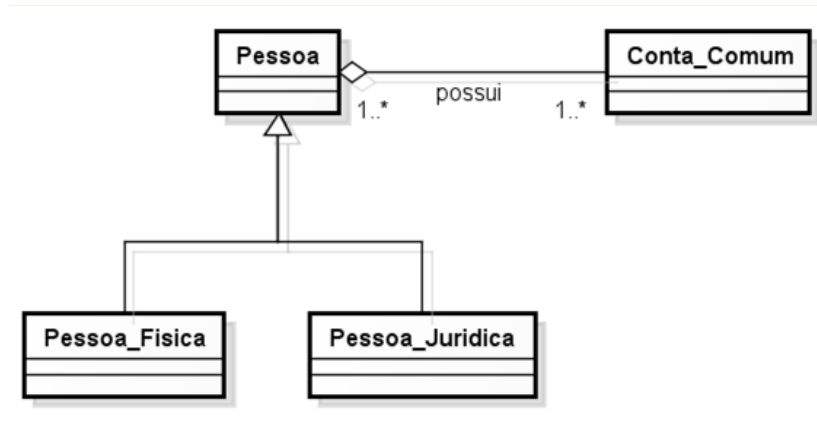 Pessoa
Conta_Comum
possui
1..*
1..*
Pessoa_Fisica
Pessoa_Juridica